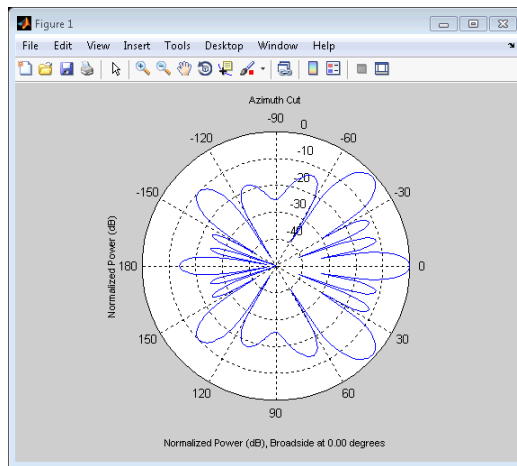 Figure 1
File Edit View Insert Tools Desktop Window Help
Azimuth Cut
-90 0
-120 -60
-10
-20
-150 -30
-30
-40
Normalized Power (dB)
180 0
150 30
120 60
90
Normalized Power (dB), Broadside at 0.00 degrees